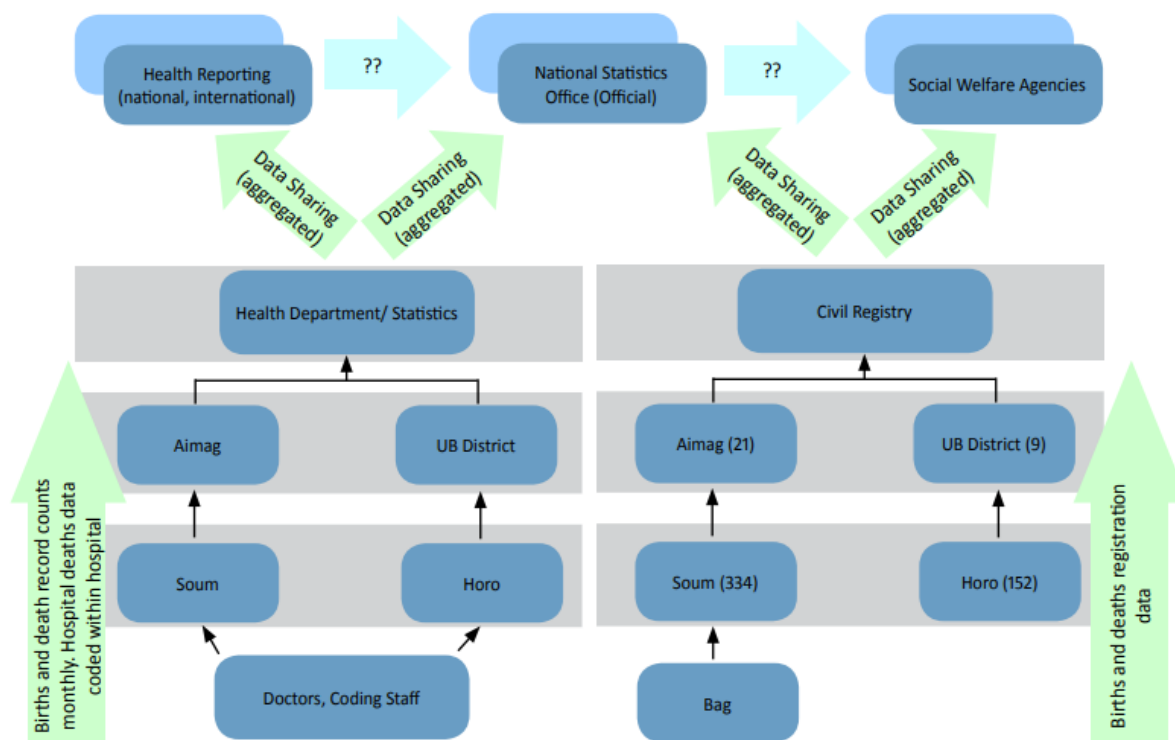 Health Reporting
(national, international)
??
National Statistics
Office (Official)
??
Social Welfare Agencies
Data Sharing
(aggregated)
Data Sharing
(aggregated)
Data Sharing
(aggregated)
Data Sharing
(aggregated)
Health Department/ Statistics
Civil Registry
Aimag
UB District
Aimag (21)
UB District (9)
Births and death record counts
monthly. Hospital deaths data
coded within hospital
Births and deaths registration
data
Soum
Horo
Soum (334)
Horo (152)
Doctors, Coding Staff
Bag